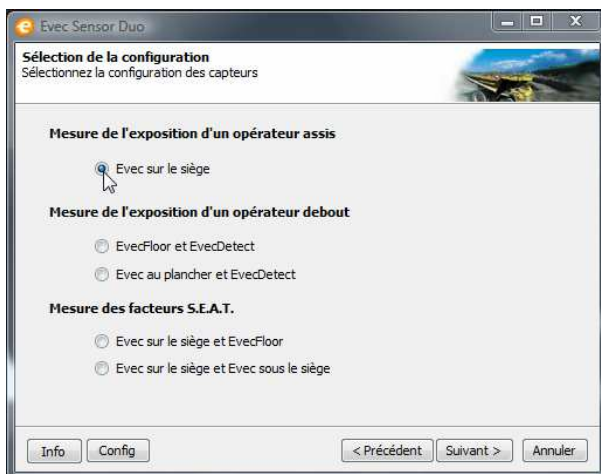 Evec Sensor Duo
Sélection de la configuration
Sélectionnez la configuration des capteurs
Mesure de l'exposition d'un opérateur assis
Evec sur le siège
Mesure de l'exposition d'un opérateur debout
EvecFloor et EvecDetect
Evec au plancher et EvecDetect
Mesure des facteurs S.E.A.T.
Evec sur le siège et EvecFloor
Evec sur le siège et Evec sous le siège
Info Config < Précédent Suivant > Annuler